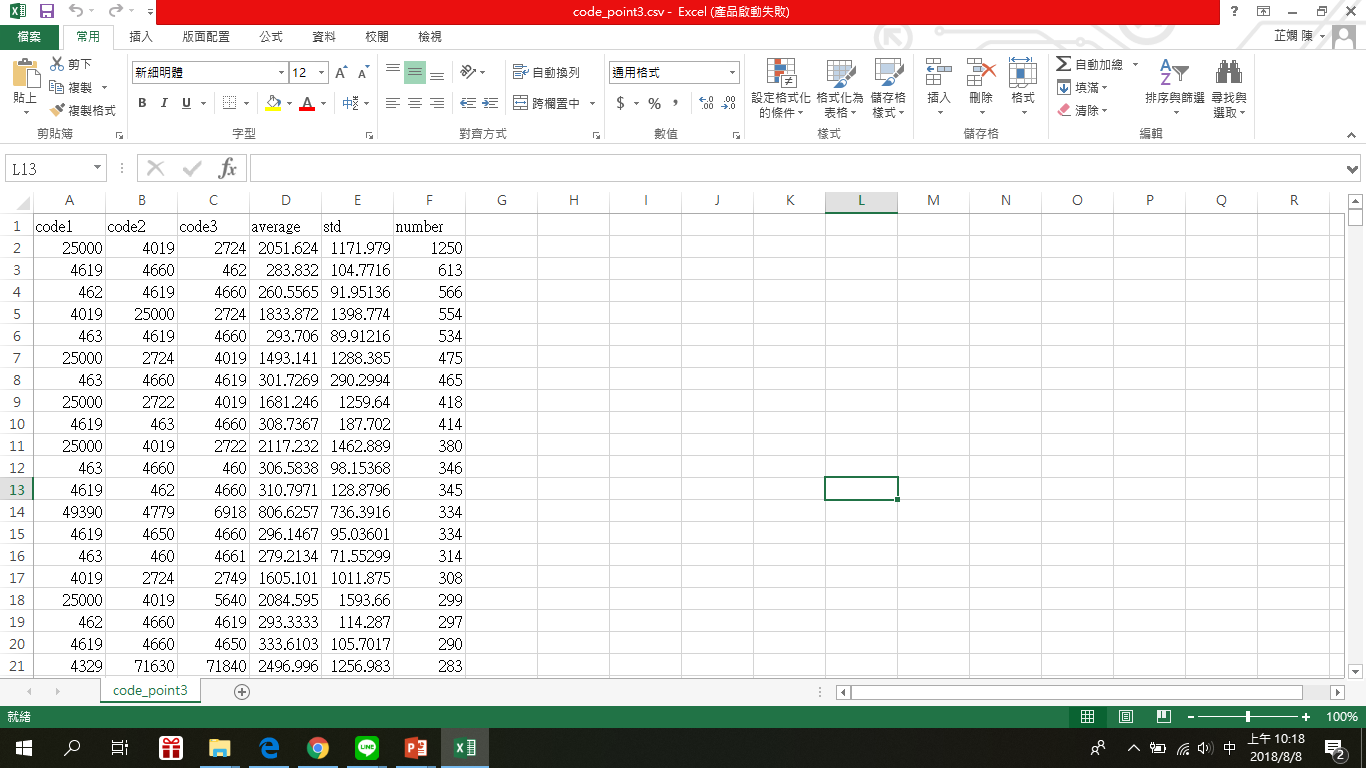 code_point3.csv - Excel (產品啟動失敗)
檔案 常用 插入 版面配置 公式 資料 校閱 檢視
剪下
複製
複製格式
貼上
剪貼簿
新細明體 12
B I U A 中
字型
自動換列
跨欄置中
對齊方式
通用格式
$ % ,
數值
設定格式化的條件
格式化為表格
儲存格樣式
樣式
插入 刪除 格式
儲存格
Σ 自動加總
填滿
清除
排序與篩選
尋找與選取
編輯
L13 fx
A B C D E F G H I J K L M N O P Q R
1 code1 code2 code3 average std number
2 25000 4019 2724 2051.624 1171.979 1250
3 4619 4660 462 283.832 104.7716 613
4 462 4619 4660 260.5565 91.95136 566
5 4019 25000 2724 1833.872 1398.774 554
6 463 4619 4660 293.706 89.91216 534
7 25000 2724 4019 1493.141 1288.385 475
8 463 4660 4619 301.7269 290.2994 465
9 25000 2722 4019 1681.246 1259.64 418
10 4619 463 4660 308.7367 187.702 414
11 25000 4019 2722 2117.232 1462.889 380
12 463 4660 460 306.5838 98.15368 346
13 4619 462 4660 310.7971 128.8796 345
14 49390 4779 6918 806.6257 736.3916 334
15 4619 4650 4660 296.1467 95.03601 334
16 463 460 4661 279.2134 71.55299 314
17 4019 2724 2749 1605.101 1011.875 308
18 25000 4019 5640 2084.595 1593.66 299
19 462 4660 4619 293.3333 114.287 297
20 4619 4660 4650 333.6103 105.7017 290
21 4329 71630 71840 2496.996 1256.983 283
code_point3
就緒 100%
中 上午 10:18
2018/8/8
2